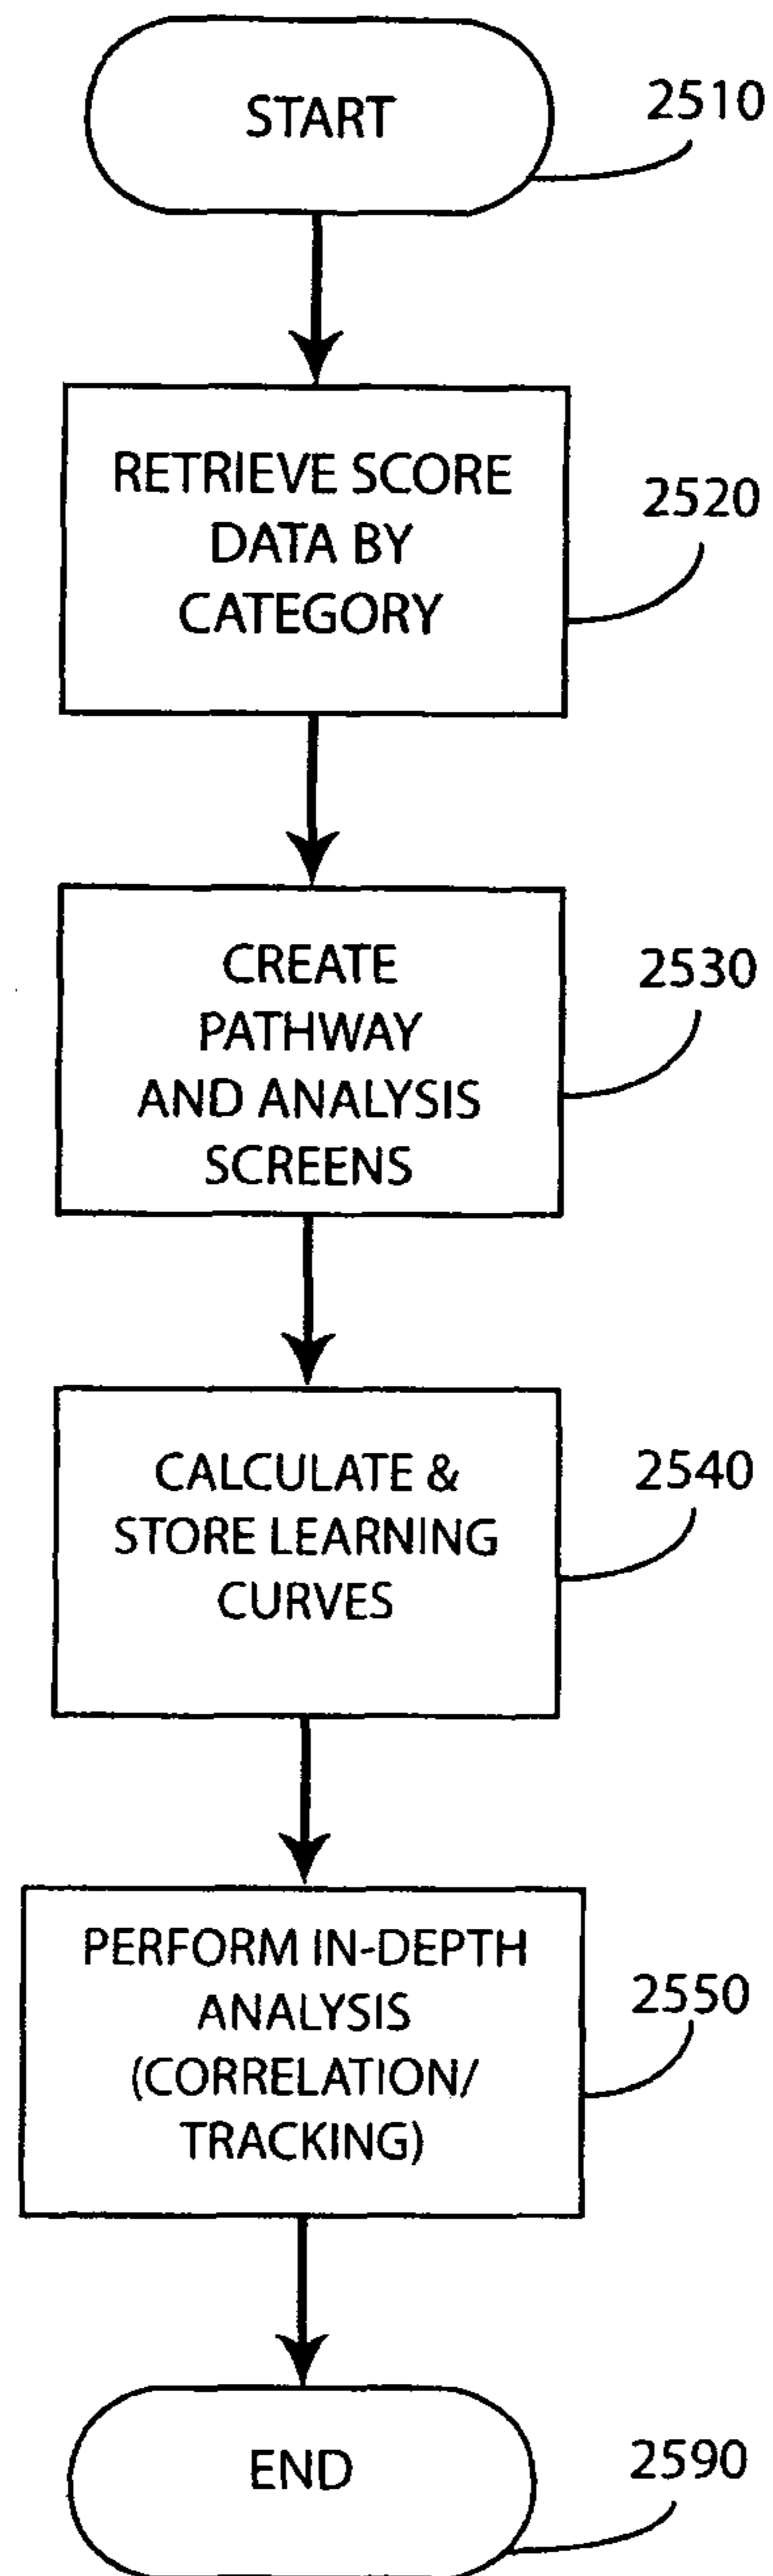 START
2510
RETRIEVE SCORE
DATA BY
CATEGORY
2520
CREATE
PATHWAY
AND ANALYSIS
SCREENS
2530
CALCULATE &
STORE LEARNING
CURVES
2540
PERFORM IN-DEPTH
ANALYSIS
(CORRELATION/
TRACKING)
2550
END
2590